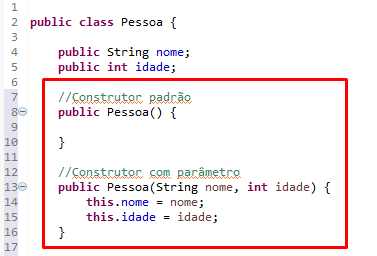 1
2 public class Pessoa {
3
4 public String nome;
5 public int idade;
6
7 //Construtor padrão
8 public Pessoa() {
9
10 }
11
12 //Construtor com parâmetro
13 public Pessoa(String nome, int idade) {
14 this.nome = nome;
15 this.idade = idade;
16 }
17